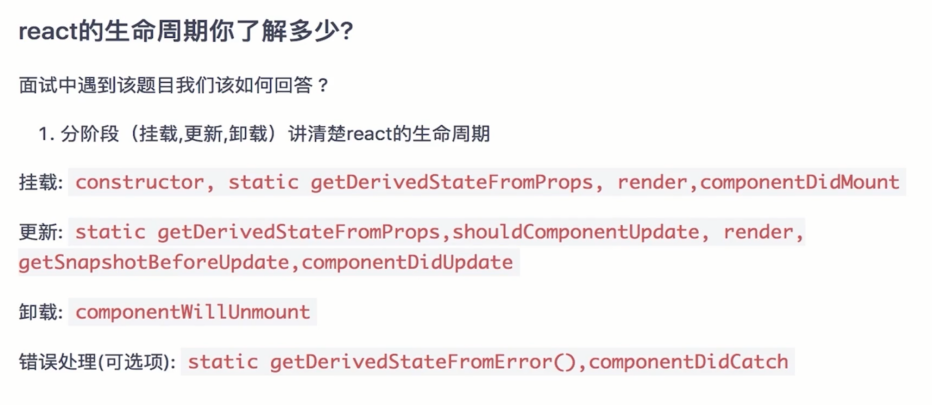 react的生命周期你了解多少?
面试中遇到该题目我们该如何回答？
1. 分阶段（挂载,更新,卸载）讲清楚react的生命周期
挂载: constructor, static getDerivedStateFromProps, render,componentDidMount
更新: static getDerivedStateFromProps,shouldComponentUpdate, render,
getSnapshotBeforeUpdate,componentDidUpdate
卸载: componentWillUnmount
错误处理(可选项): static getDerivedStateFromError(),componentDidCatch